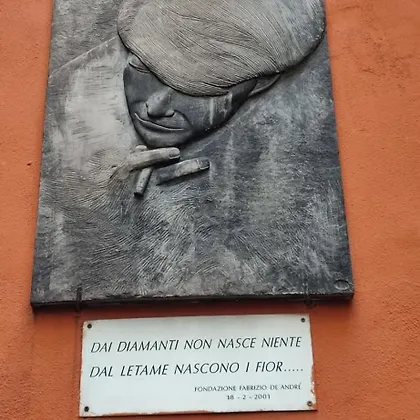 DAI DIAMANTI NON NASCE NIENTE
DAL LETAME NASCONO I FIOR.....
FONDAZIONE FABRIZIO DE ANDRÉ
18 - 2 - 2001